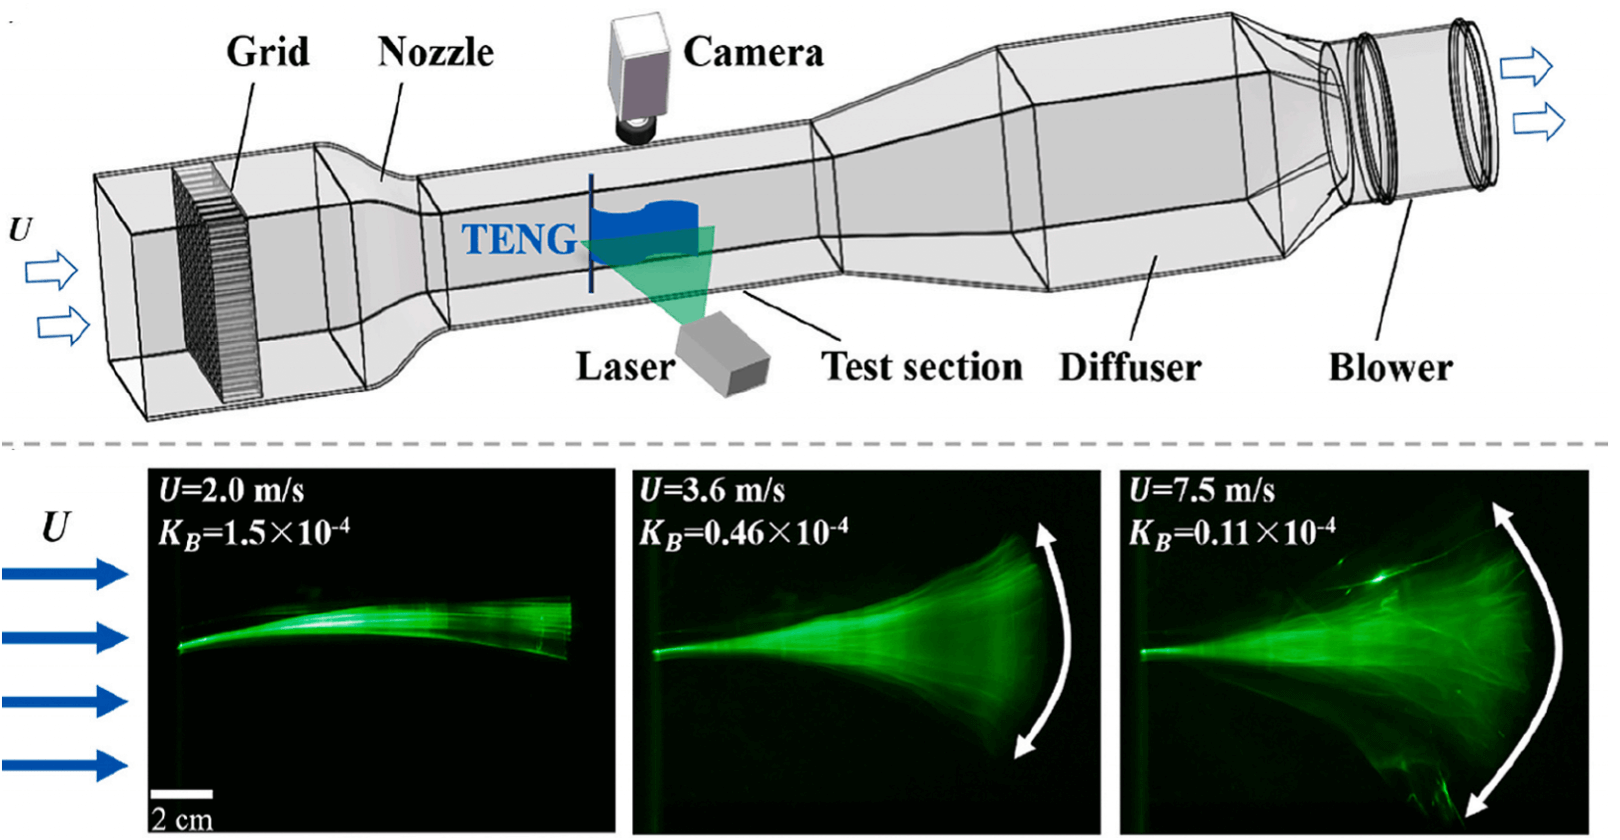 Grid
Nozzle
Camera
U
TENG
Laser
Test section
Diffuser
Blower
U
U=2.0 m/s
K_B=1.5×10^-4
2 cm
U=3.6 m/s
K_B=0.46×10^-4
U=7.5 m/s
K_B=0.11×10^-4